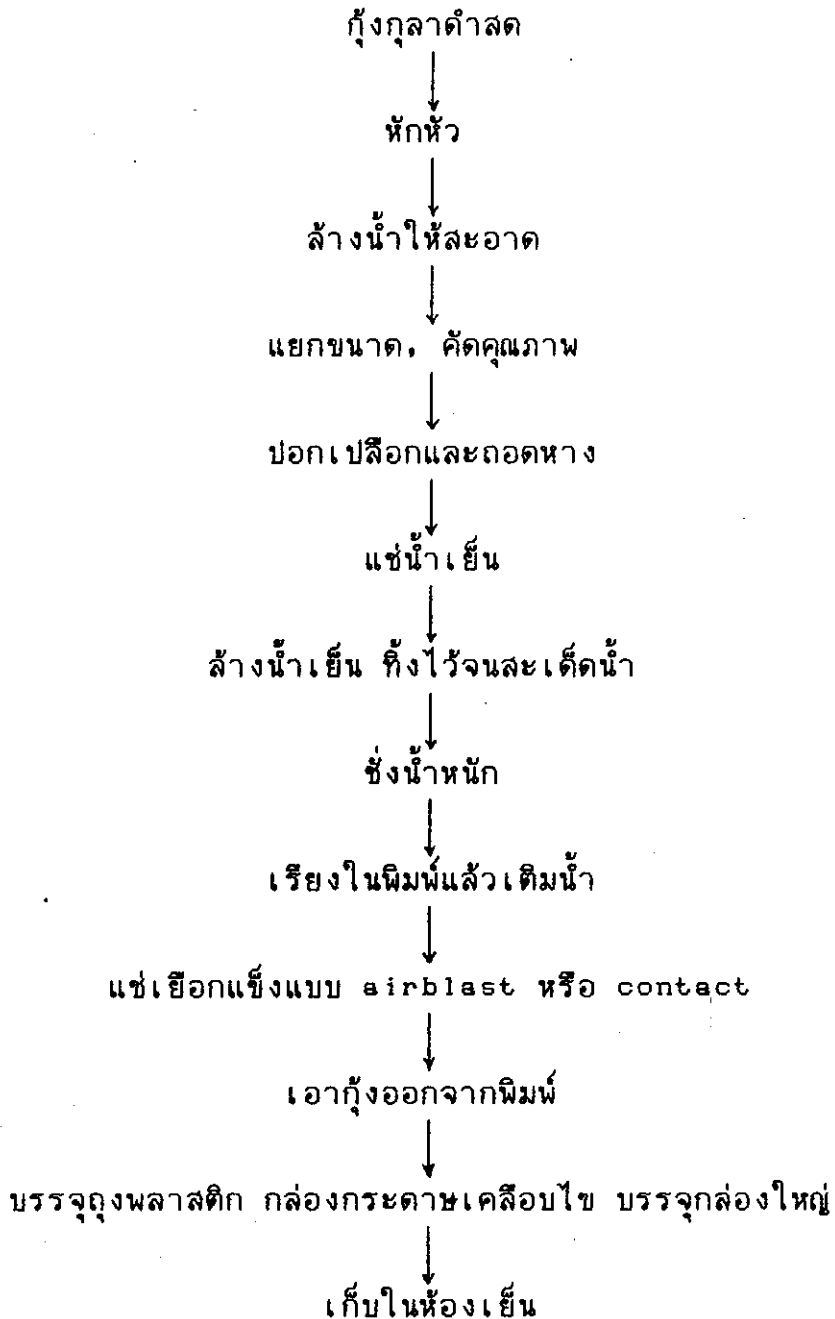 กุ้งกุลาดำสด
หักหัว
ล้างน้ำให้สะอาด
แยกขนาด, คัดคุณภาพ
ปอกเปลือกและถอดหาง
แช่น้ำเย็น
ล้างน้ำเย็น ทิ้งไว้จนสะเด็ดน้ำ
ชั่งน้ำหนัก
เรียงในพิมพ์แล้วเติมน้ำ
แช่เยือกแข็งแบบ airblast หรือ contact
เอากุ้งออกจากพิมพ์
บรรจุถุงพลาสติก กล่องกระดาษเคลือบไข บรรจุกล่องใหญ่
เก็บในห้องเย็น